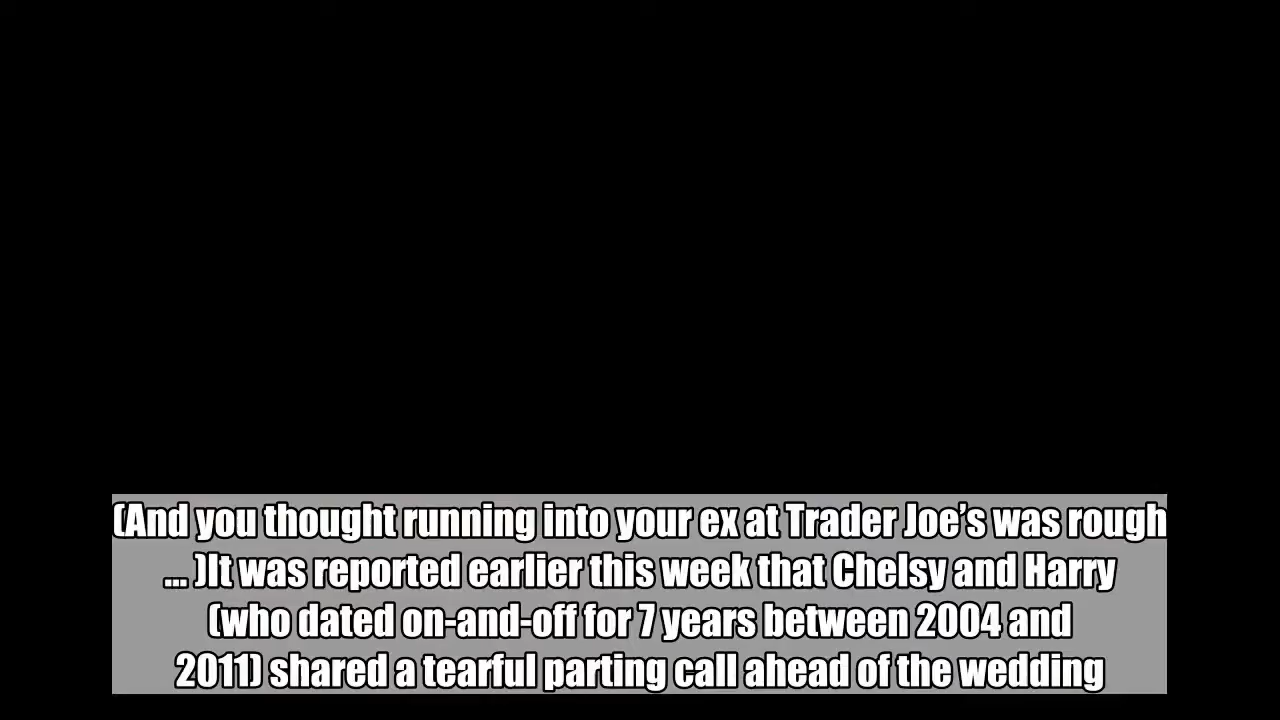 (And you thought running into your ex at Trader Joe’s was rough
... )It was reported earlier this week that Chelsy and Harry
(who dated on-and-off for 7 years between 2004 and
2011) shared a tearful parting call ahead of the wedding